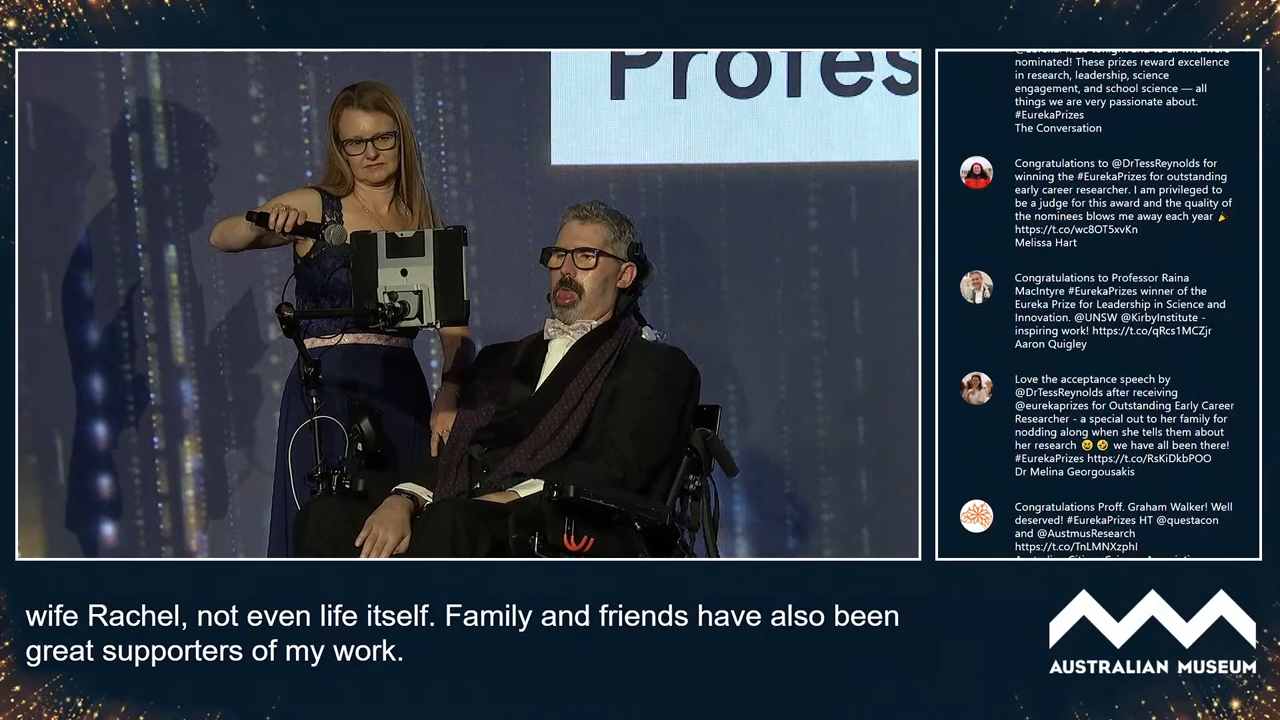 Profes
nominated! These prizes reward excellence
in research, leadership, science
engagement, and school science — all
things we are very passionate about.
#EurekaPrizes
The Conversation
Congratulations to @DrTessReynolds for
winning the #EurekaPrizes for outstanding
early career researcher. I am privileged to
be a judge for this award and the quality of
the nominees blows me away each year 🎉
https://t.co/wc8OT5xvKn
Melissa Hart
Congratulations to Professor Raina
MacIntyre #EurekaPrizes winner of the
Eureka Prize for Leadership in Science and
Innovation. @UNSW @KirbyInstitute -
inspiring work! https://t.co/qRcs1MCZjr
Aaron Quigley
Love the acceptance speech by
@DrTessReynolds after receiving
@eurekaprizes for Outstanding Early Career
Researcher - a special out to her family for
nodding along when she tells them about
her research 😆 🤣 we have all been there!
#EurekaPrizes https://t.co/RsKiDkbPOO
Dr Melina Georgousakis
Congratulations Proff. Graham Walker! Well
deserved! #EurekaPrizes HT @questacon
and @AustmusResearch
https://t.co/TnLMNXzphI
wife Rachel, not even life itself. Family and friends have also been
great supporters of my work.
AUSTRALIAN MUSEUM